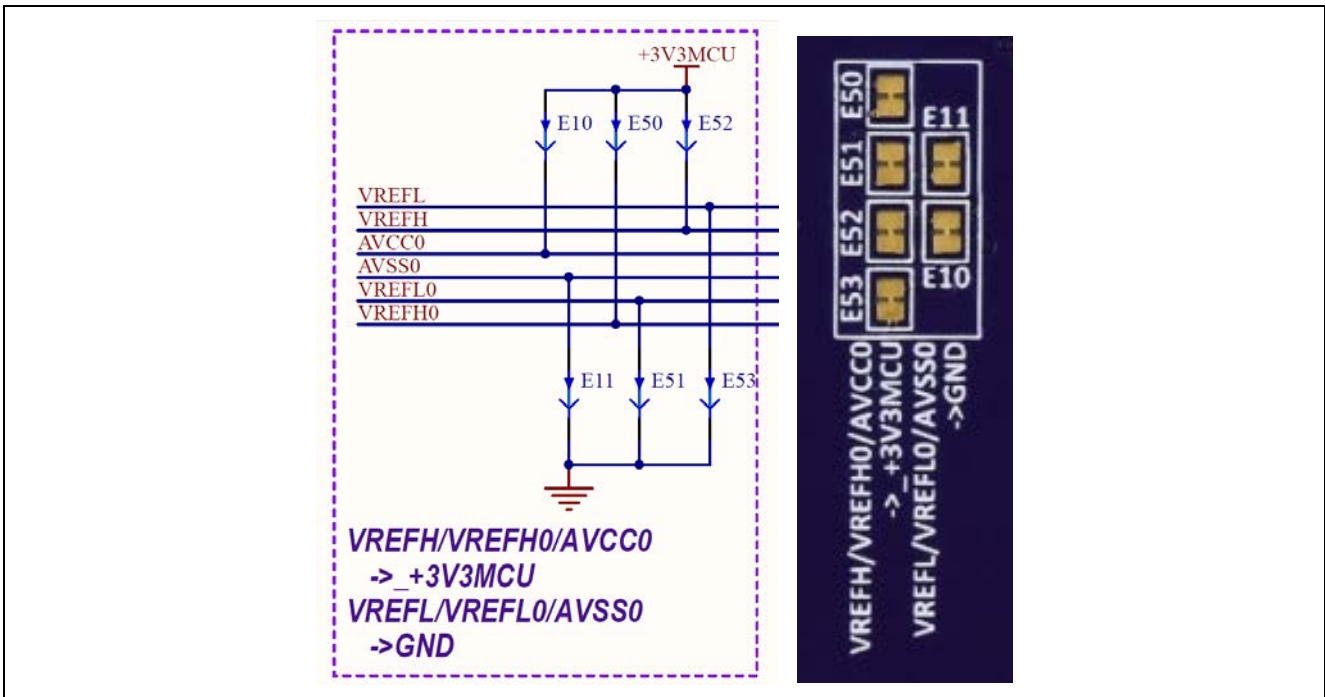 +3V3MCU
E10 E50 E52
VREFL
VREFH
AVCC0
AVSS0
VREFL0
VREFH0
E11 E51 E53
VREFH/VREFH0/AVCC0
->_+3V3MCU
VREFL/VREFL0/AVSS0
->GND
E50
E11
E51
E52
E10
E53
VREFH/VREFH0/AVCC0
->_+3V3MCU
VREFL/VREFL0/AVSS0
->GND